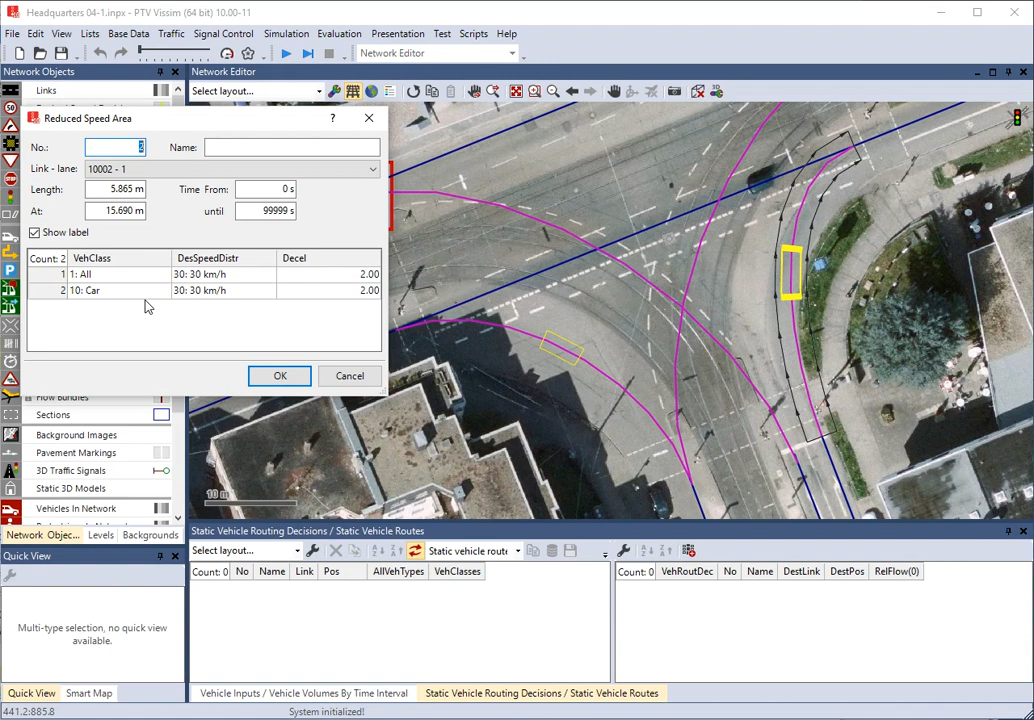 Headquarters 04-1.inpx - PTV Vissim (64 bit) 10.00-11
File Edit View Lists Base Data Traffic Signal Control Simulation Evaluation Presentation Test Scripts Help
Network Editor
Network Objects
Network Editor
Links
Select layout...
50
Reduced Speed Area
?
No.: 2 Name:
Link - lane: 10002 - 1
Length: 5.865 m Time From: 0 s
At: 15.690 m until 99999 s
Show label
Count: 2 VehClass DesSpeedDistr Decel
1 1: All 30: 30 km/h 2.00
2 10: Car 30: 30 km/h 2.00
OK Cancel
STOP
P
Sections
Background Images
Pavement Markings
3D Traffic Signals
Static 3D Models
Vehicles In Network
Network Objec... Levels Backgrounds
10 m
Static Vehicle Routing Decisions / Static Vehicle Routes
Select layout... Static vehicle route
Quick View
Count: 0 No Name Link Pos AllVehTypes VehClasses
Count: 0 VehRoutDec No Name DestLink DestPos RelFlow(0)
Multi-type selection, no quick view
available.
Quick View Smart Map
Vehicle Inputs / Vehicle Volumes By Time Interval Static Vehicle Routing Decisions / Static Vehicle Routes
441.2:885.8 System initialized!